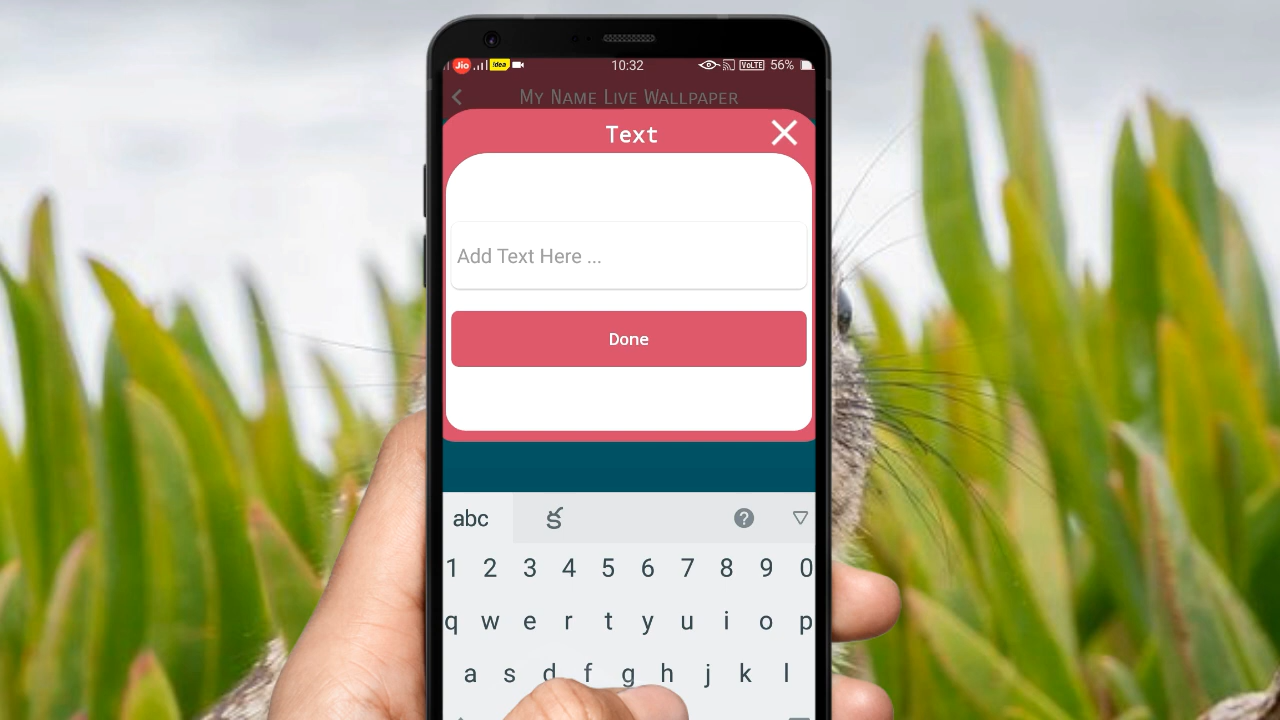 Jio idea 10:32 VoLTE 56%
My Name Live Wallpaper
Text
Add Text Here ...
Done
abc క ?
1 2 3 4 5 6 7 8 9 0
q w e r t y u i o p
a s d f g h j k l